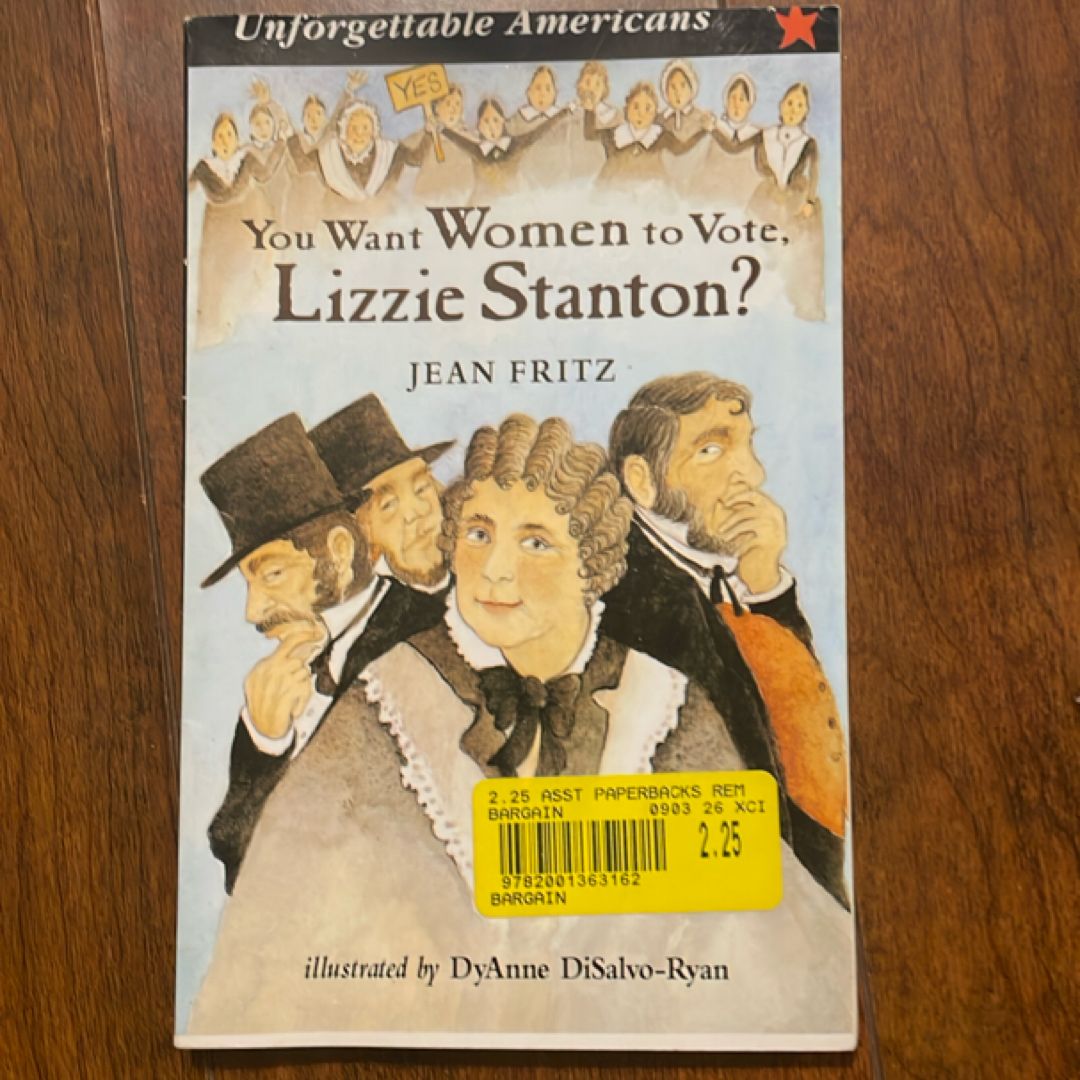 Unforgettable Americans
YES
You Want Women to Vote,
Lizzie Stanton?
JEAN FRITZ
2.25 ASST PAPERBACKS REM
BARGAIN 0903 26 XCI
2.25
9782001363162
BARGAIN
illustrated by DyAnne DiSalvo-Ryan